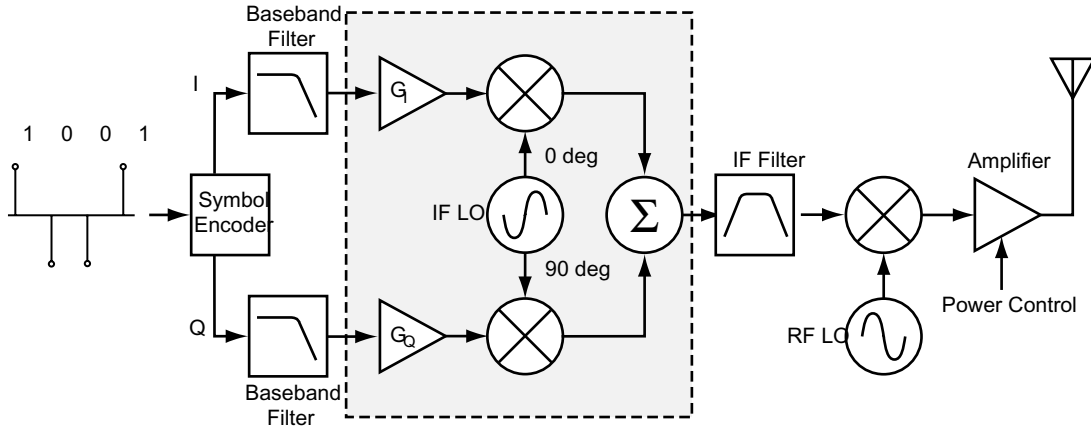 Baseband
Filter
I
G_I
1 0 0 1
0 deg
IF Filter
Amplifier
Symbol
Encoder
IF LO
Σ
90 deg
Power Control
Q
G_Q
RF LO
Baseband
Filter